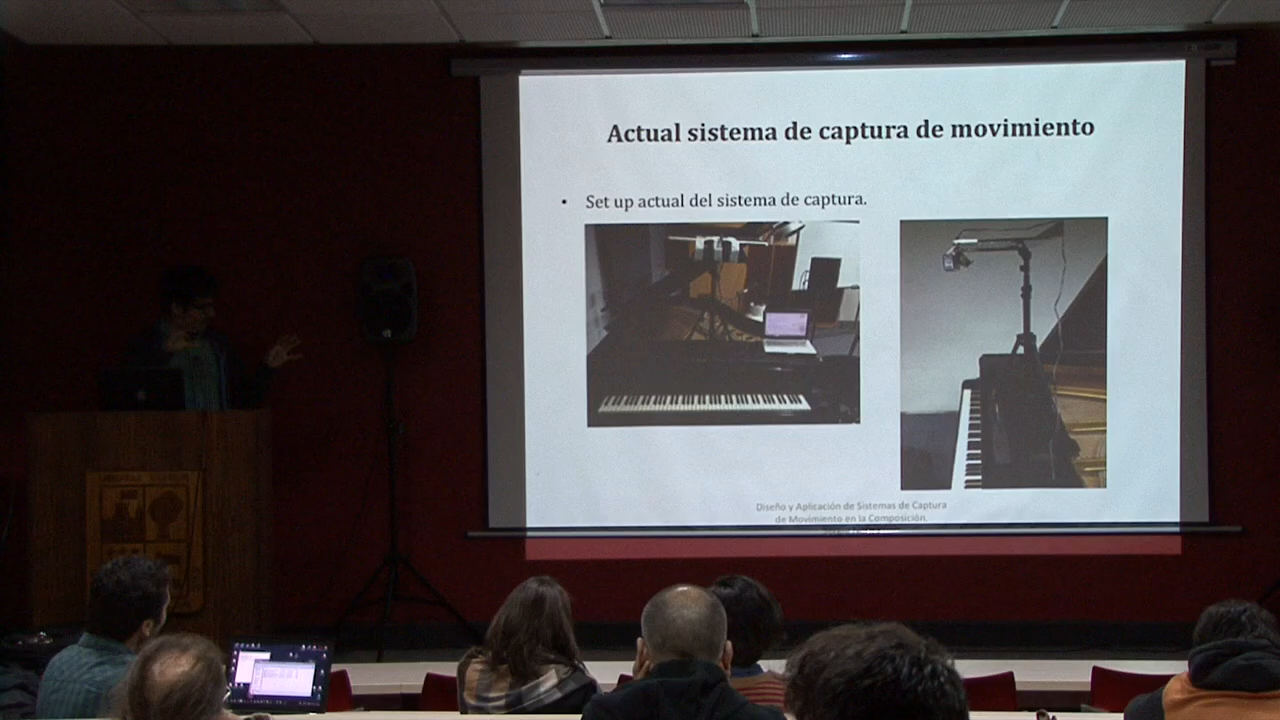 Actual sistema de captura de movimiento
• Set up actual del sistema de captura.
Diseño y Aplicación de Sistemas de Captura
de Movimiento en la Composición.